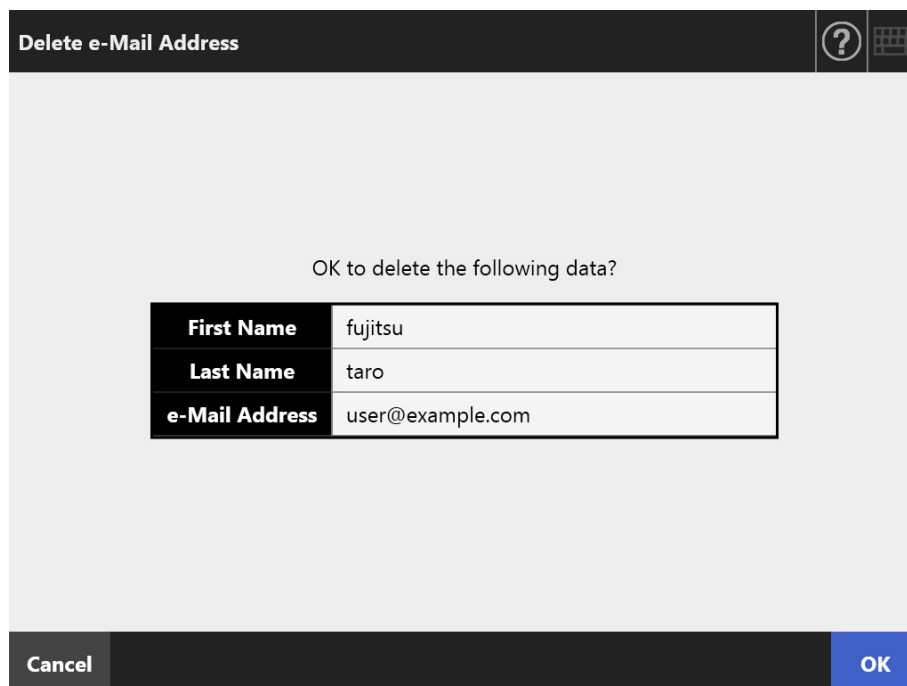 Delete e-Mail Address
?
OK to delete the following data?
First Name fujitsu
Last Name taro
e-Mail Address user@example.com
Cancel OK